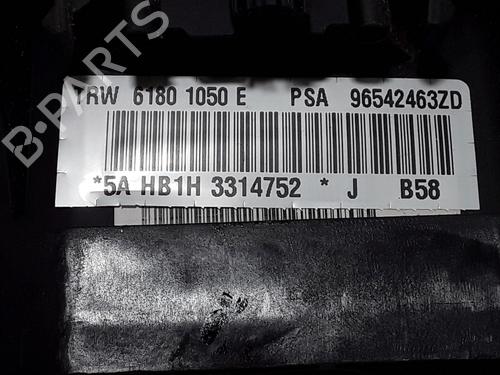 TRW 6180 1050 E PSA 96542463ZD
*5A HB1H 3314752 * J B58
B-PARTS